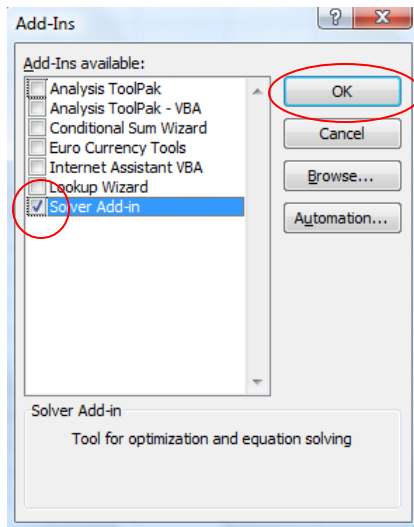 Add-Ins
Add-Ins available:
Analysis ToolPak
Analysis ToolPak - VBA
Conditional Sum Wizard
Euro Currency Tools
Internet Assistant VBA
Lookup Wizard
Solver Add-in
OK
Cancel
Browse...
Automation...
Solver Add-in
Tool for optimization and equation solving